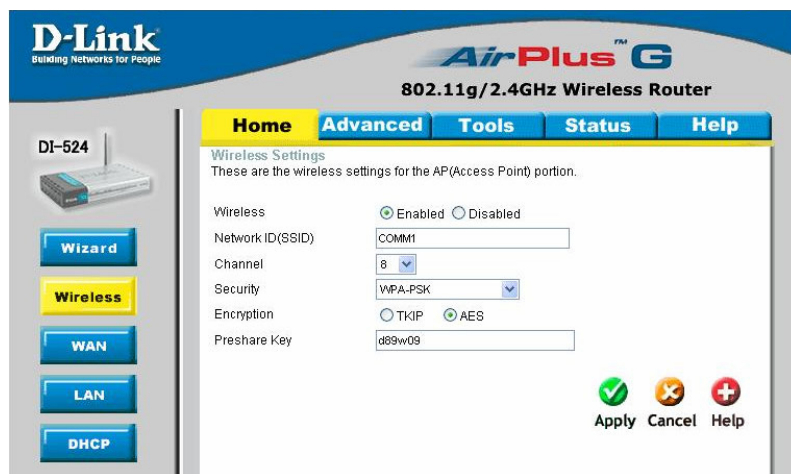 D-Link
Building Networks for People
AirPlus™ G
802.11g/2.4GHz Wireless Router
DI-524
Wizard
Wireless
WAN
LAN
DHCP
Home Advanced Tools Status Help
Wireless Settings
These are the wireless settings for the AP(Access Point) portion.
Wireless Enabled Disabled
Network ID(SSID) COMM1
Channel 8
Security WPA-PSK
Encryption TKIP AES
Preshare Key d89w09
Apply Cancel Help